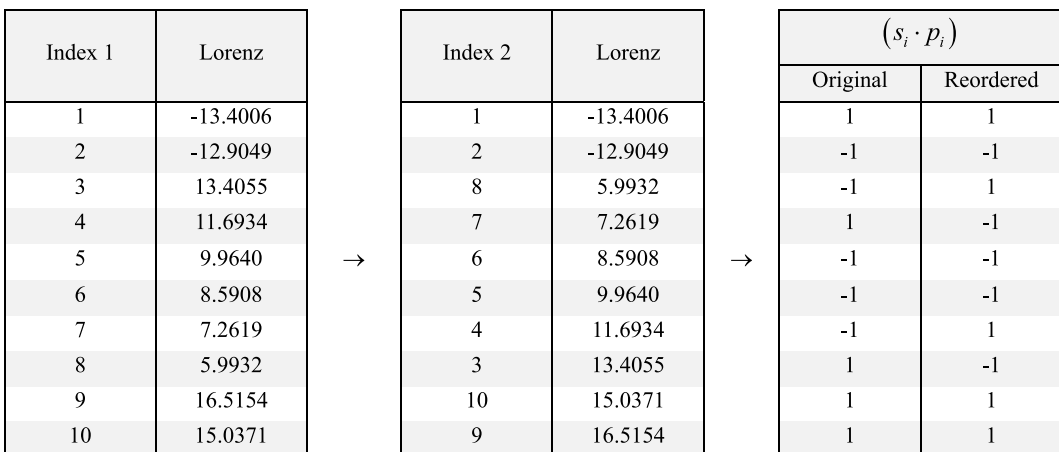 Index 1 Lorenz Index 2 Lorenz (s_i · p_i)
Original Reordered
1 -13.4006 1 -13.4006 1 1
2 -12.9049 2 -12.9049 -1 -1
3 13.4055 8 5.9932 -1 1
4 11.6934 7 7.2619 1 -1
5 9.9640 → 6 8.5908 → -1 -1
6 8.5908 5 9.9640 -1 -1
7 7.2619 4 11.6934 -1 1
8 5.9932 3 13.4055 1 -1
9 16.5154 10 15.0371 1 1
10 15.0371 9 16.5154 1 1